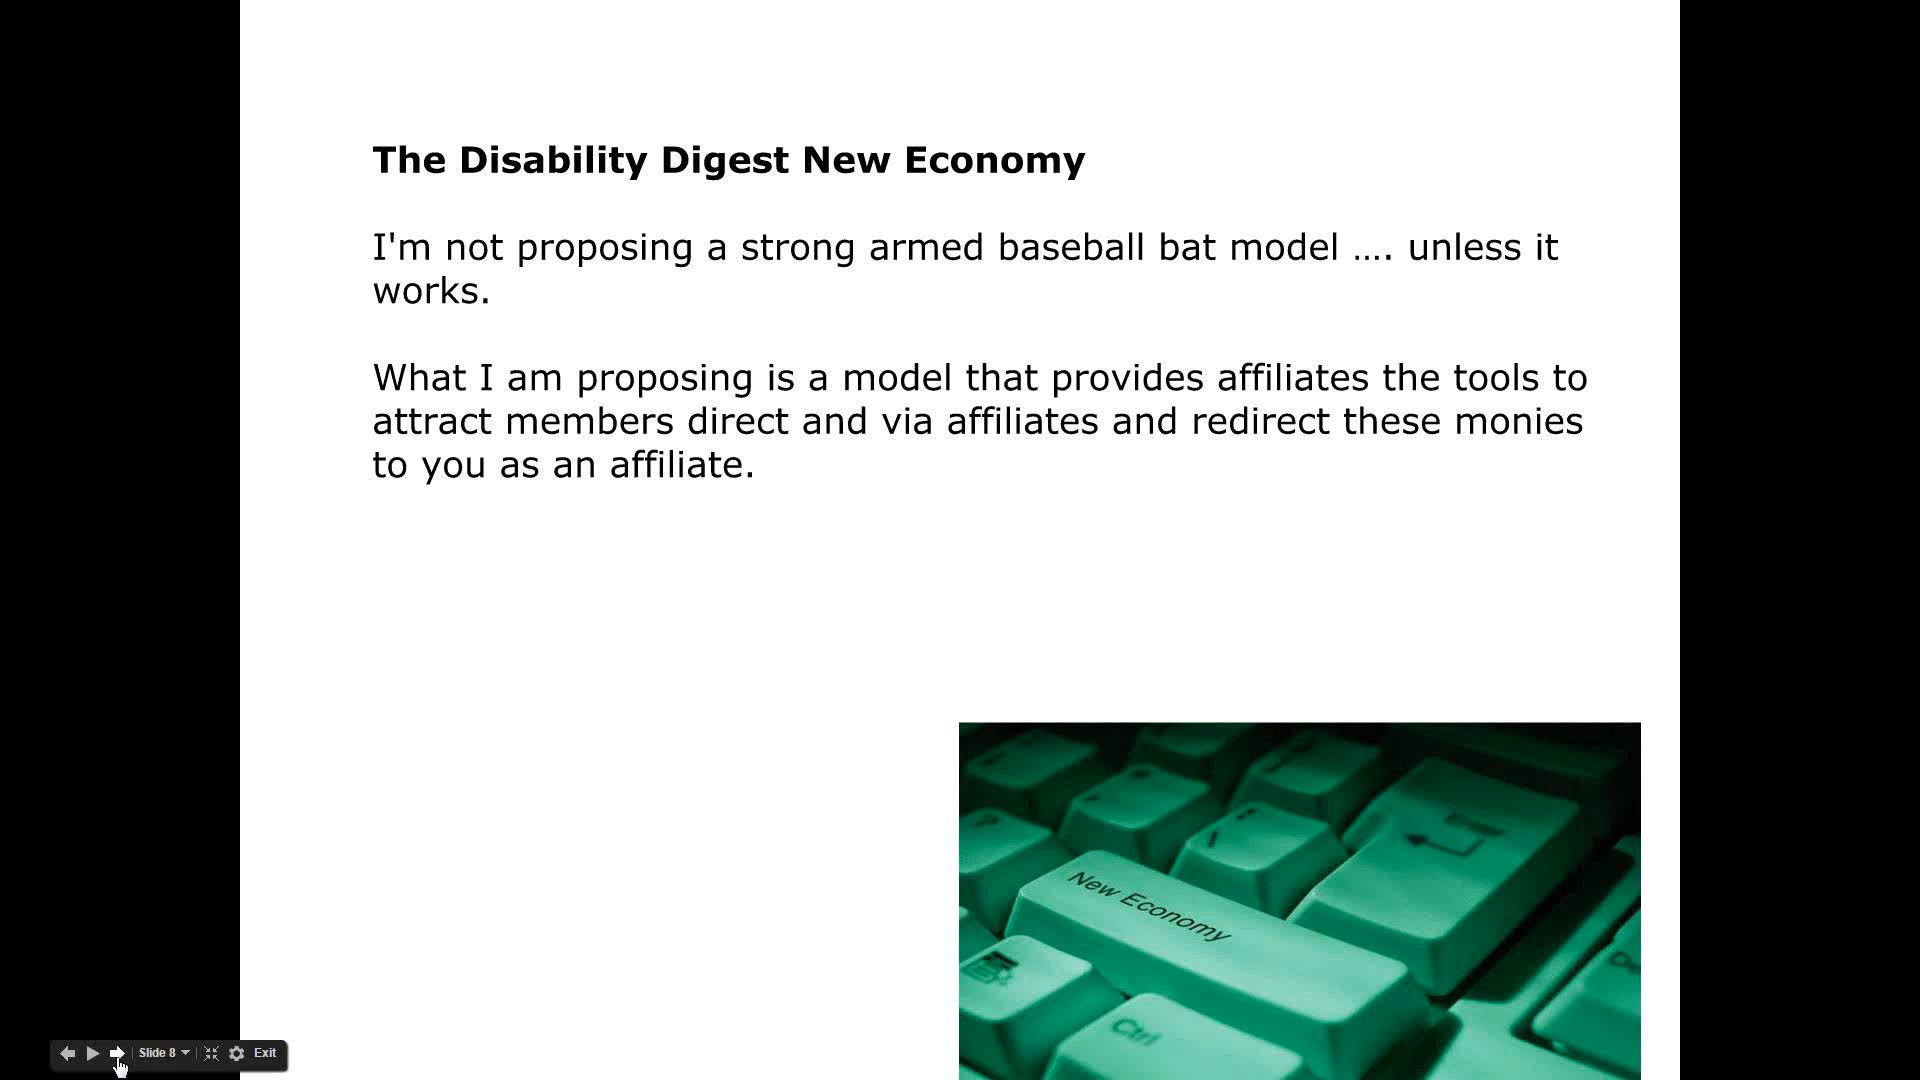 The Disability Digest New Economy
I'm not proposing a strong armed baseball bat model .... unless it
works.
What I am proposing is a model that provides affiliates the tools to
attract members direct and via affiliates and redirect these monies
to you as an affiliate.
New Economy
Ctrl
Slide 8
Exit